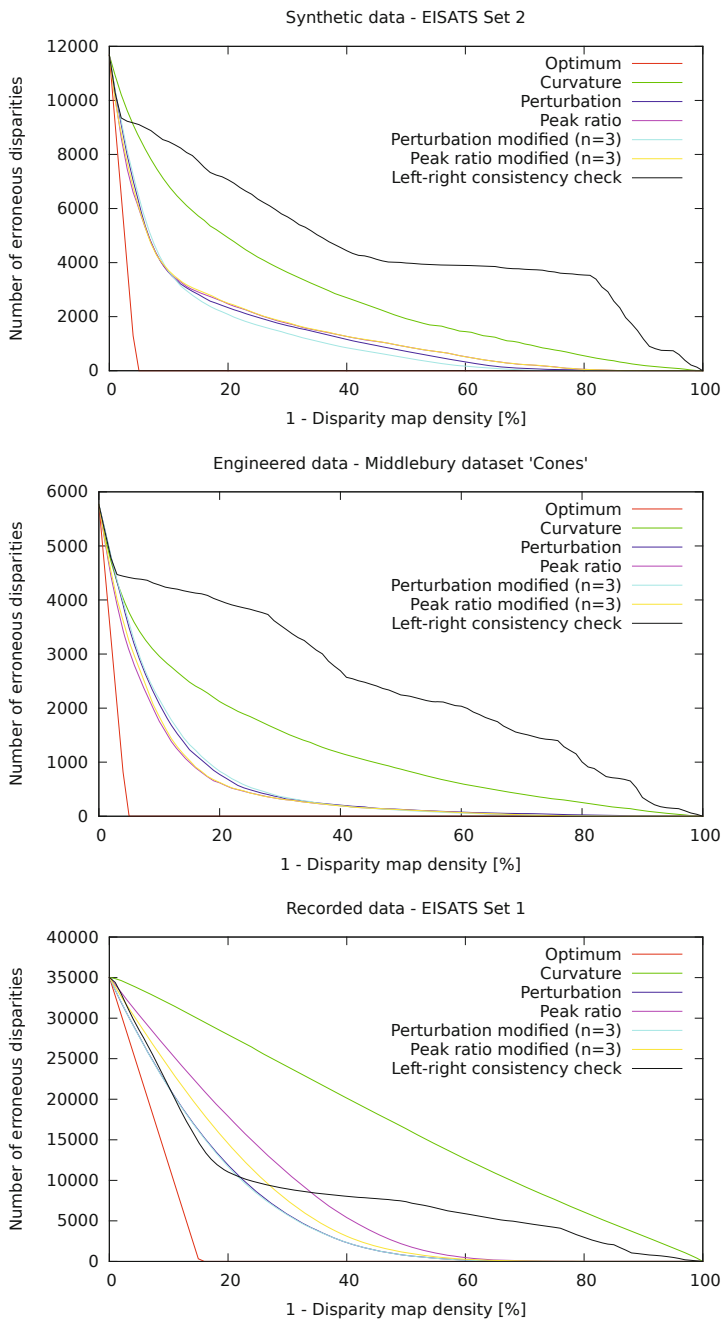 Synthetic data - EISATS Set 2
12000
10000
8000
6000
4000
2000
0
Number of erroneous disparities
Optimum
Curvature
Perturbation
Peak ratio
Perturbation modified (n=3)
Peak ratio modified (n=3)
Left-right consistency check
0 20 40 60 80 100
1 - Disparity map density [%]
Engineered data - Middlebury dataset 'Cones'
6000
5000
4000
3000
2000
1000
0
Number of erroneous disparities
Optimum
Curvature
Perturbation
Peak ratio
Perturbation modified (n=3)
Peak ratio modified (n=3)
Left-right consistency check
0 20 40 60 80 100
1 - Disparity map density [%]
Recorded data - EISATS Set 1
40000
35000
30000
25000
20000
15000
10000
5000
0
Number of erroneous disparities
Optimum
Curvature
Perturbation
Peak ratio
Perturbation modified (n=3)
Peak ratio modified (n=3)
Left-right consistency check
0 20 40 60 80 100
1 - Disparity map density [%]